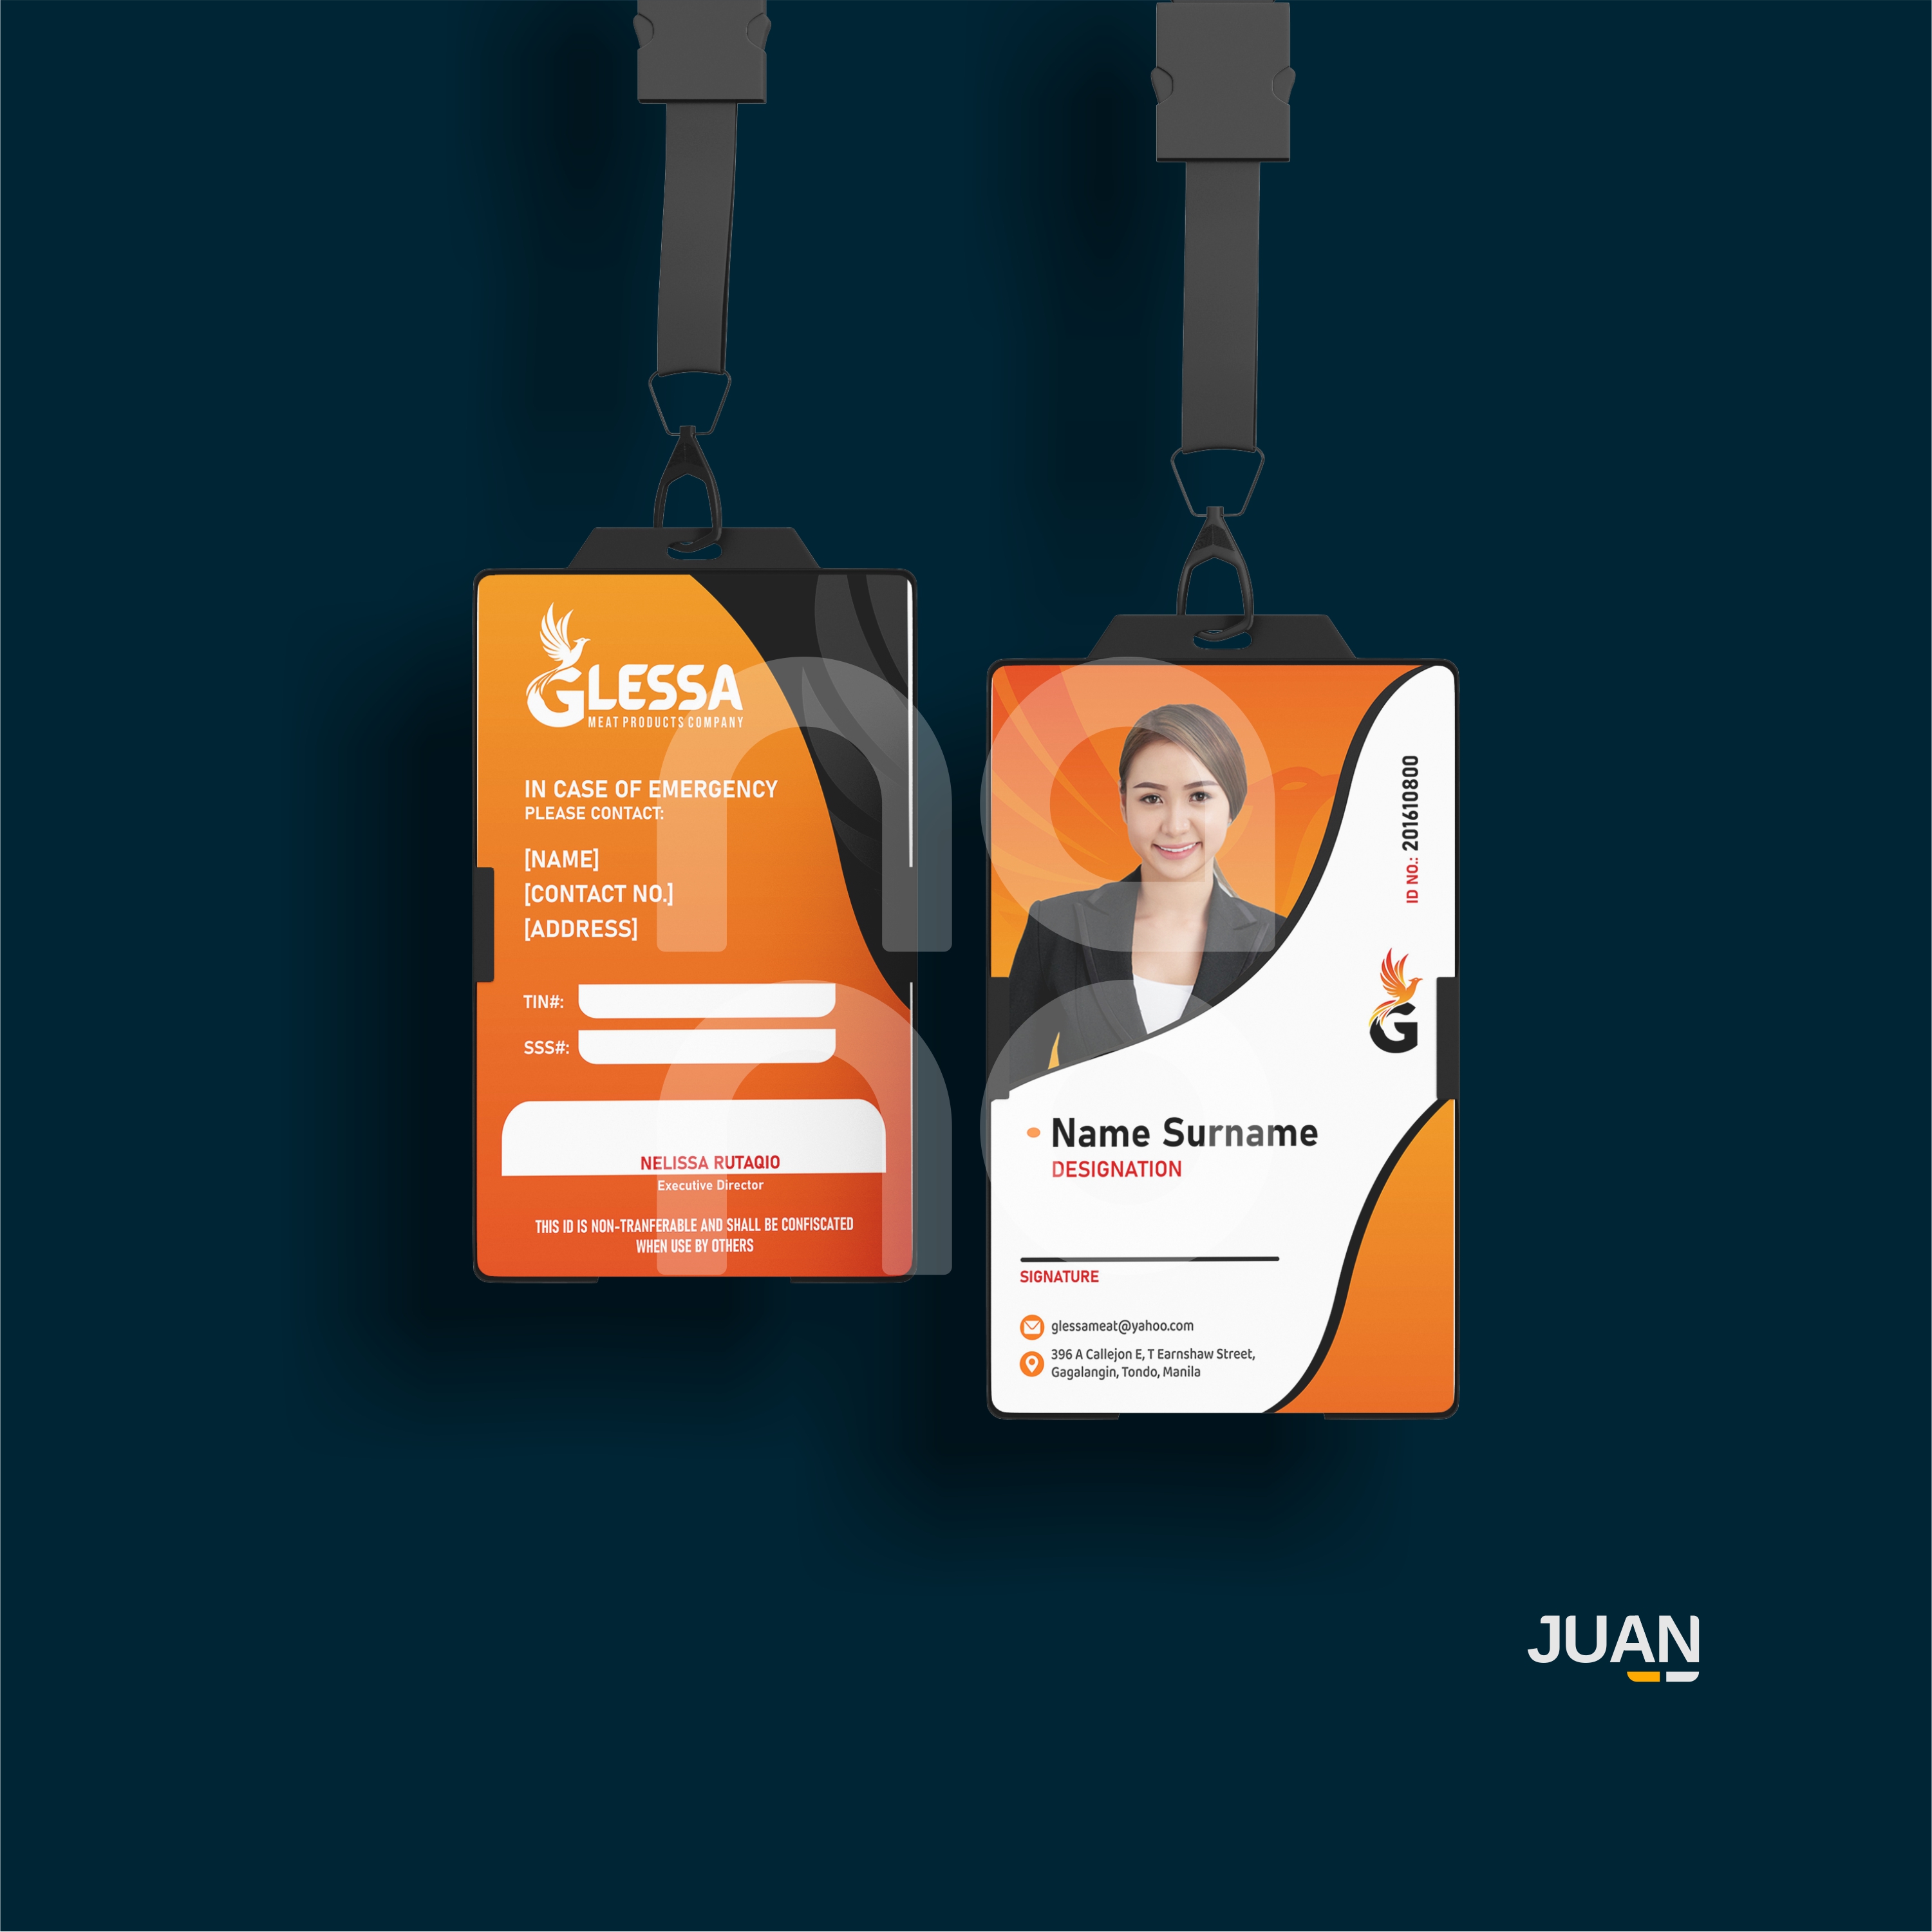 GLESSA
MEAT PRODUCTS COMPANY
IN CASE OF EMERGENCY
PLEASE CONTACT:
[NAME]
[CONTACT NO.]
[ADDRESS]
TIN#:
SSS#:
NELISSA RUTAQIO
Executive Director
THIS ID IS NON-TRANFERABLE AND SHALL BE CONFISCATED
WHEN USE BY OTHERS
ID NO.: 201610800
G
Name Surname
DESIGNATION
SIGNATURE
glessameat@yahoo.com
396 A Callejon E, T Earnshaw Street,
Gagalangin, Tondo, Manila
JUAN